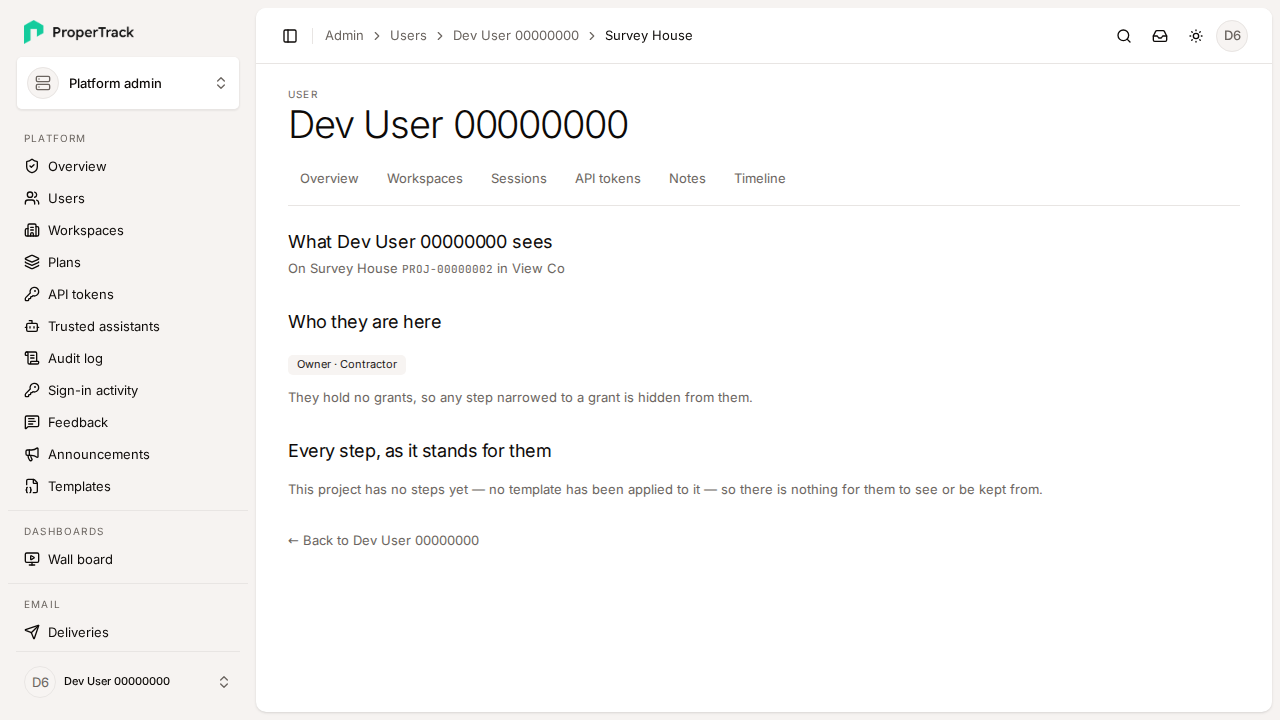 ProperTrack
Platform admin
PLATFORM
Overview
Users
Workspaces
Plans
API tokens
Trusted assistants
Audit log
Sign-in activity
Feedback
Announcements
Templates
DASHBOARDS
Wall board
EMAIL
Deliveries
D6 Dev User 00000000
Admin > Users > Dev User 00000000 > Survey House
D6
USER
Dev User 00000000
Overview Workspaces Sessions API tokens Notes Timeline
What Dev User 00000000 sees
On Survey House PROJ-00000002 in View Co
Who they are here
Owner · Contractor
They hold no grants, so any step narrowed to a grant is hidden from them.
Every step, as it stands for them
This project has no steps yet — no template has been applied to it — so there is nothing for them to see or be kept from.
← Back to Dev User 00000000